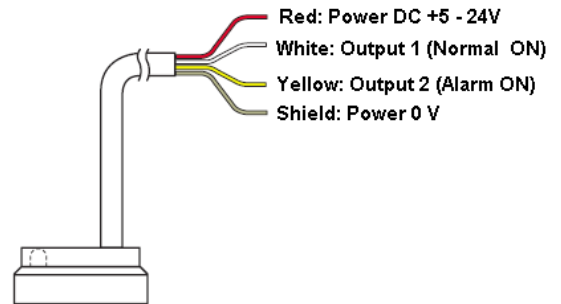 Red: Power DC +5 - 24V
White: Output 1 (Normal ON)
Yellow: Output 2 (Alarm ON)
Shield: Power 0 V